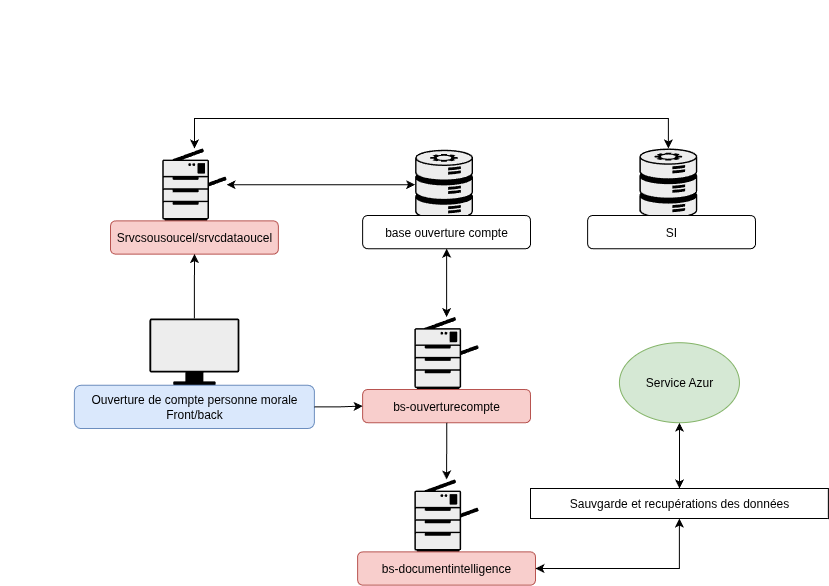 Srvcsousoucel/srvcdataoucel
base ouverture compte
SI
Ouverture de compte personne morale
Front/back
bs-ouverturecompte
Service Azur
Sauvgarde et recupérations des données
bs-documentintelligence